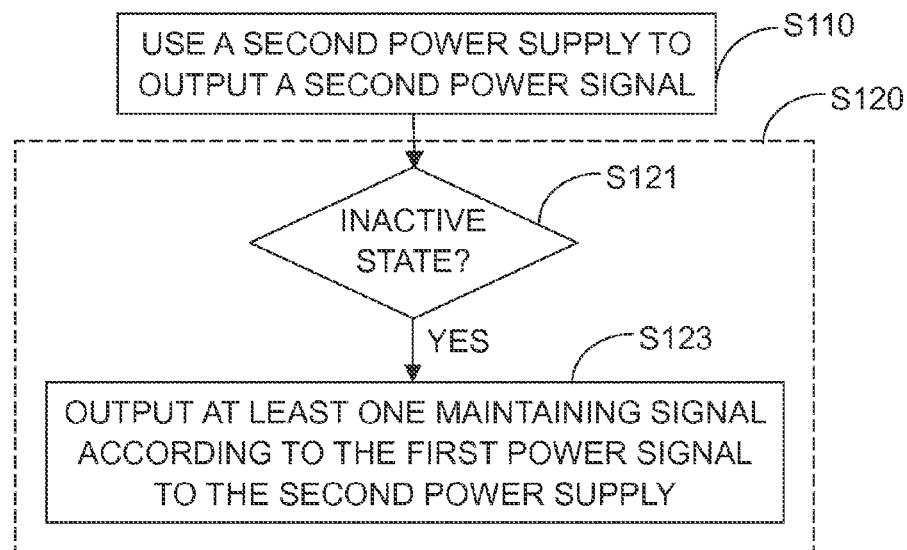 USE A SECOND POWER SUPPLY TO
OUTPUT A SECOND POWER SIGNAL
S110
S120
S121
INACTIVE
STATE?
YES
S123
OUTPUT AT LEAST ONE MAINTAINING SIGNAL
ACCORDING TO THE FIRST POWER SIGNAL
TO THE SECOND POWER SUPPLY